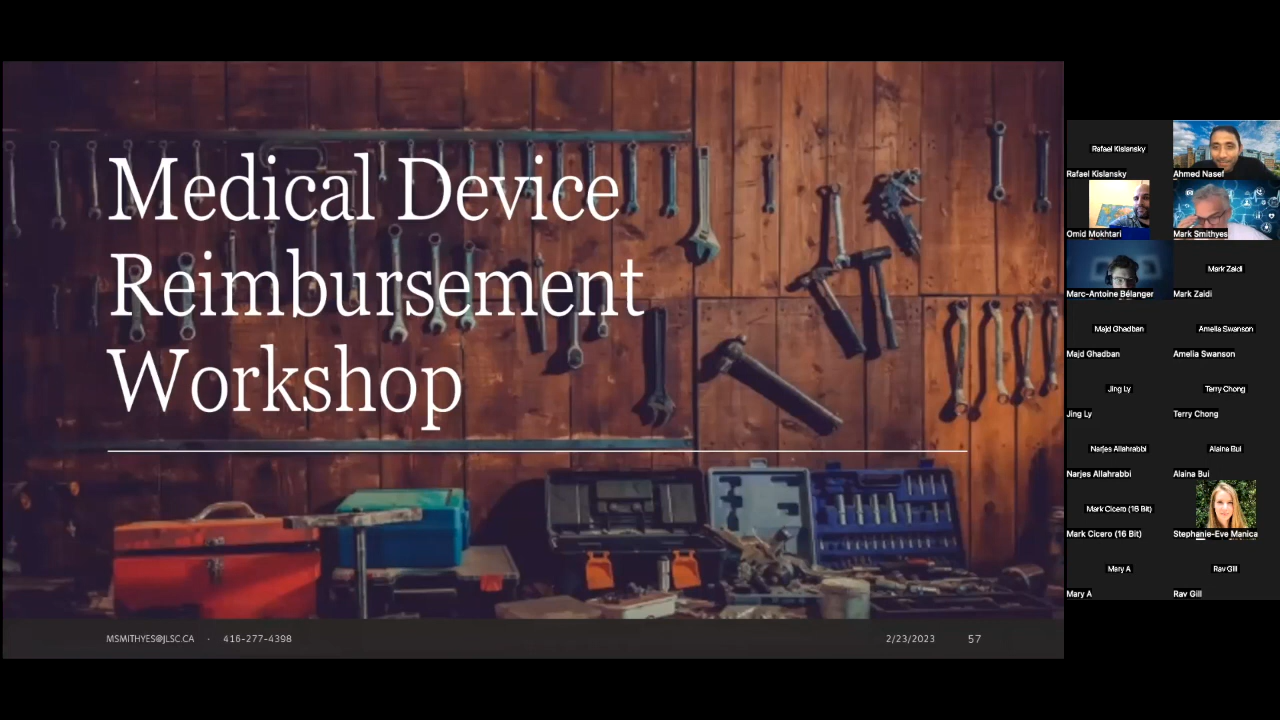 Medical Device
Reimbursement
Workshop
MSMITHYES@JLSC.CA · 416-277-4398
2/23/2023 57
Rafael Kislansky
Rafael Kislansky
Ahmed Nasef
Omid Mokhtari
Mark Smithyes
Mark Zaidi
Marc-Antoine Bélanger
Mark Zaidi
Majd Ghadban
Amelia Swanson
Majd Ghadban
Amelia Swanson
Jing Ly
Terry Chong
Jing Ly
Terry Chong
Narjes Allahrabbi
Alaina Bui
Narjes Allahrabbi
Alaina Bui
Mark Cicero (16 Bit)
Mark Cicero (16 Bit)
Stephanie-Eve Manica
Mary A
Rav Gill
Mary A
Rav Gill